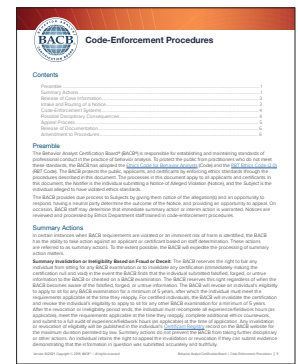 BACB
Code-Enforcement Procedures
Contents
Preamble 1
Summary Actions
Removal of Case Information
Intake and Routing of a Notice
Code-Enforcement Systems
Possible Disciplinary Consequences
Appeal Process
Release of Documentation
Amendment to Procedures
Preamble
The Behavior Analyst Certification Board® (BACB®) is responsible for establishing and maintaining standards of
professional conduct in the practice of behavior analysis. To protect the public from practitioners who do not meet
these standards, the BACB has adopted the Ethics Code for Behavior Analysts (Code) and the RBT Ethics Code (2.0)
(RBT Code). The BACB protects the public, applicants, and certificants by enforcing ethics standards through the
procedures described in this document. The processes in this document apply to all applicants and certificants. In
this document, the Notifier is the individual submitting a Notice of Alleged Violation (Notice), and the Subject is the
individual alleged to have violated ethics standards.
The BACB provides due process to Subjects by giving them notice of the allegation(s) and an opportunity to
respond, having a neutral party determine the outcome of the Notice, and providing an opportunity to appeal. On
occasion, BACB staff may determine that immediate summary action or interim action is warranted. Notices are
reviewed and processed by Ethics Department staff trained in code-enforcement procedures.
Summary Actions
In certain instances when BACB requirements are violated or an imminent risk of harm is identified, the BACB
has the ability to take action against an applicant or certificant based on staff determination. These actions
are referred to as summary actions. To the extent possible, the BACB will expedite the processing of summary
action matters.
Summary Invalidation or Ineligibility Based on Fraud or Deceit: The BACB reserves the right to bar any
individual from sitting for any BACB examination or to invalidate any certification (immediately making the
certification null and void) in the event the BACB finds that the individual submitted falsified, forged, or untrue
information to the BACB or cheated on a BACB examination. The BACB reserves this right regardless of when the
BACB becomes aware of the falsified, forged, or untrue information. The BACB will revoke an individual's eligibility
to apply to sit for any BACB examination for a minimum of 5 years, after which the individual must meet the
requirements applicable at the time they reapply. For certified individuals, the BACB will invalidate the certification
and revoke the individual's eligibility to apply to sit for any other BACB examination for a minimum of 5 years.
After the revocation or ineligibility period ends, the individual must recomplete all experience/fieldwork hours (as
applicable), meet the requirements applicable at the time they reapply, complete additional ethics coursework,
and submit to a full audit of experience/fieldwork hours (as applicable) at the time of application. Any invalidation
or revocation of eligibility will be published in the individual's Certificant Registry record on the BACB website for
the maximum duration permitted by law. Summary actions do not prevent the BACB from taking further disciplinary
or other actions. An individual retains the right to appeal the invalidation or revocation if they can submit evidence
demonstrating that the information in question was submitted accurately and truthfully.
Behavior Analyst Certification Board | Code-Enforcement Procedures | 1